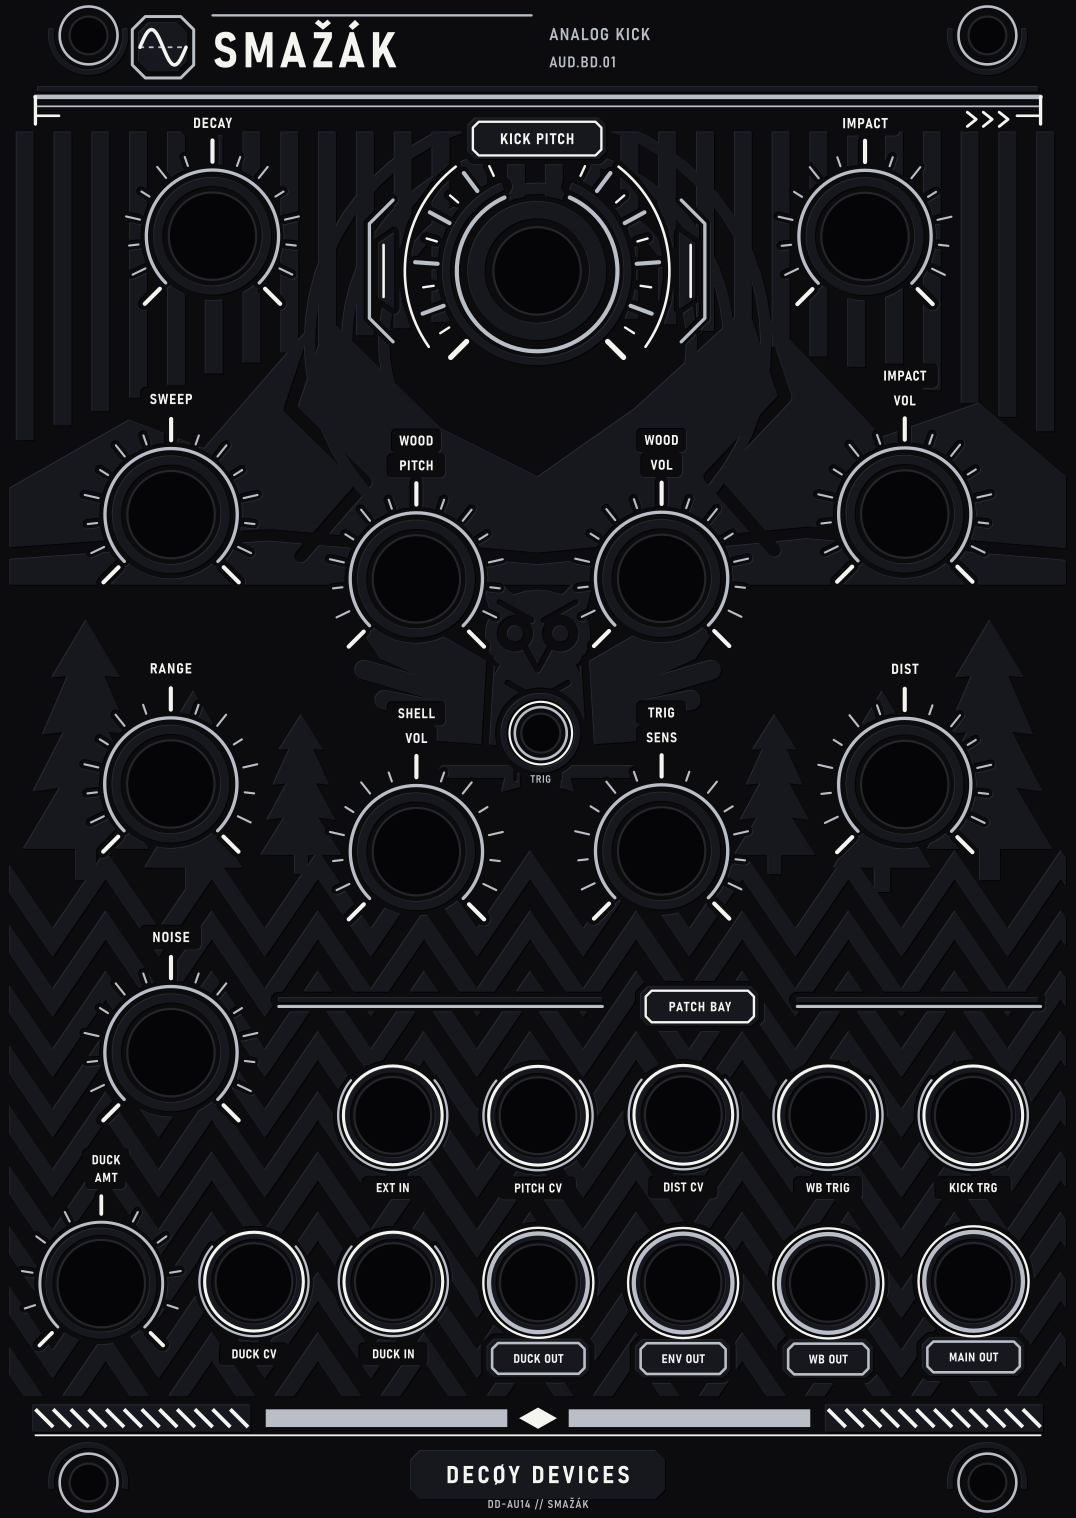 SMAŽÁK
ANALOG KICK
AUD.BD.01
DECAY
KICK PITCH
IMPACT
SWEEP
WOOD
PITCH
WOOD
VOL
IMPACT
VOL
RANGE
SHELL
VOL
TRIG
TRIG
SENS
DIST
NOISE
PATCH BAY
EXT IN
PITCH CV
DIST CV
WB TRIG
KICK TRG
DUCK
AMT
DUCK CV
DUCK IN
DUCK OUT
ENV OUT
WB OUT
MAIN OUT
DECØY DEVICES
DD-AU14 // SMAŽÁK